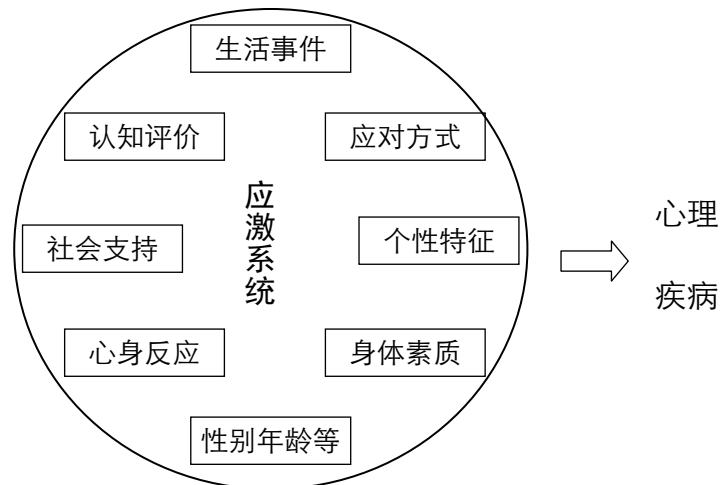 生活事件
认知评价
应对方式
应激系统
社会支持
个性特征
心身反应
身体素质
性别年龄等
心理
疾病